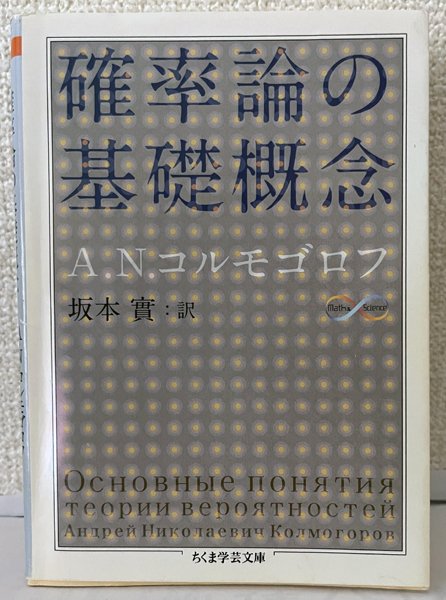 確率論の
基礎概念
A.N.コルモゴロフ
坂本 實:訳
Math & Science
Основные понятия
теории вероятностей
Андрей Николаевич Колмогоров
ちくま学芸文庫